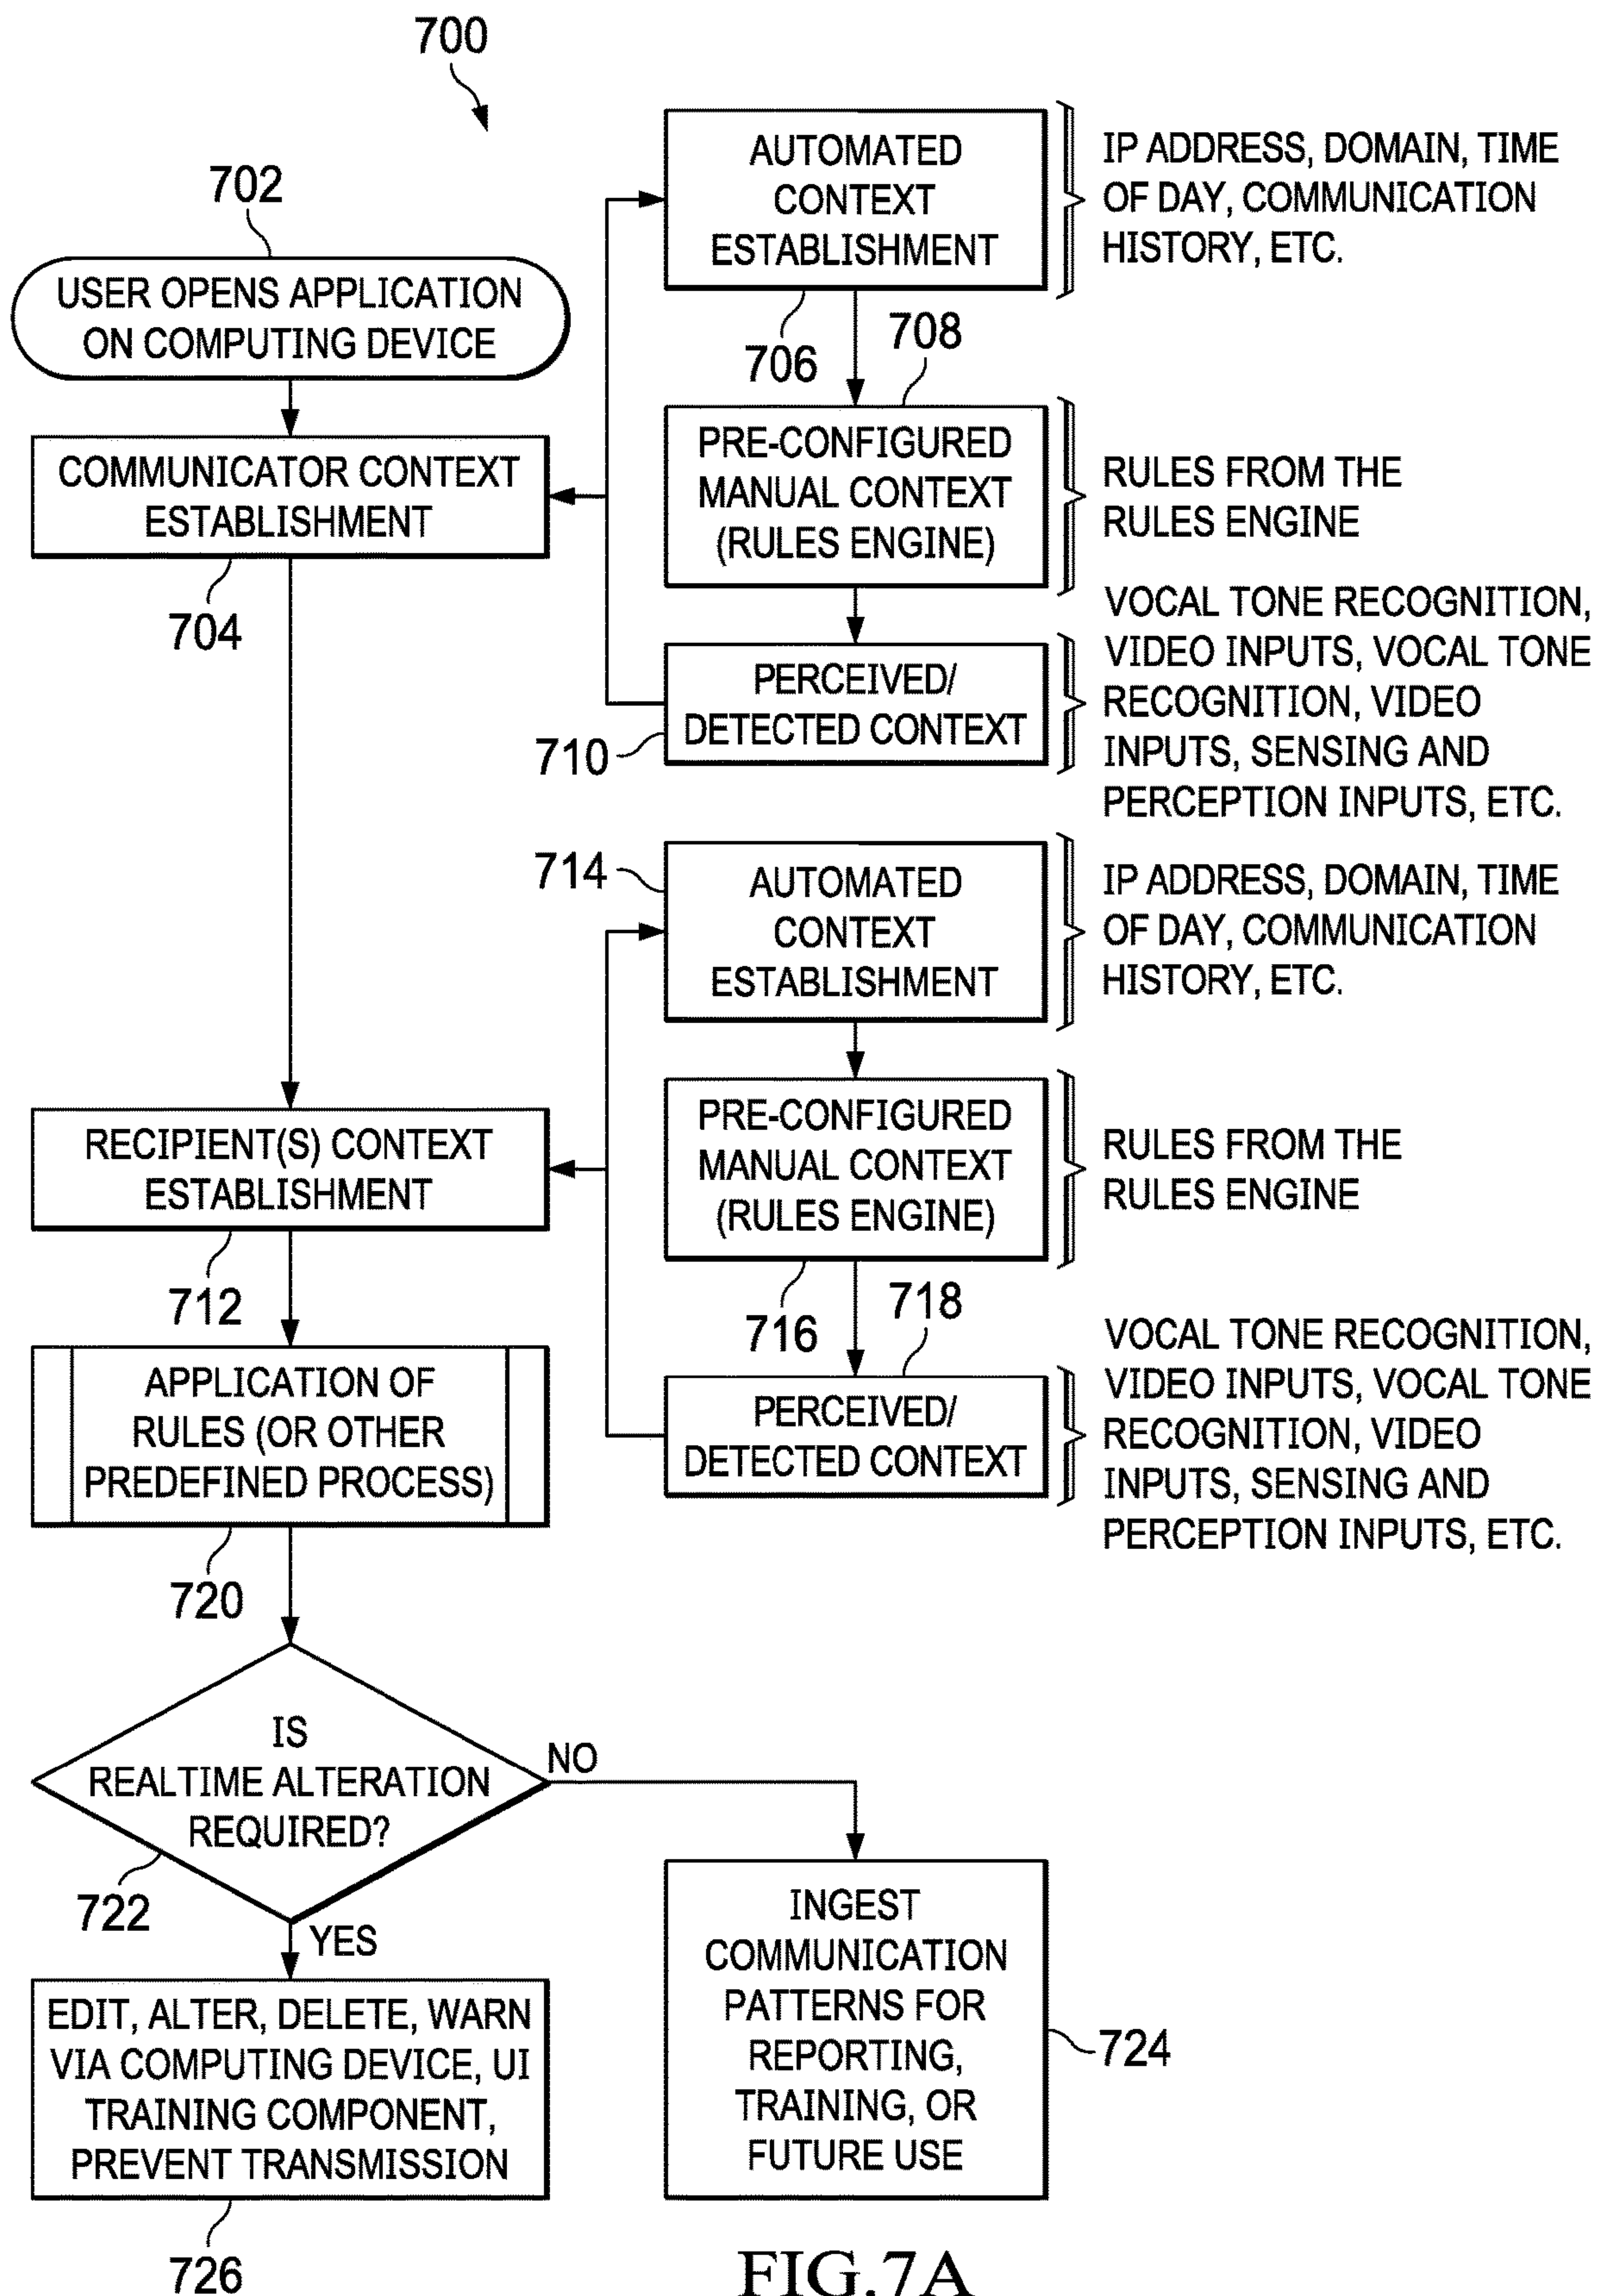 700
702
USER OPENS APPLICATION
ON COMPUTING DEVICE
COMMUNICATOR CONTEXT
ESTABLISHMENT
704
AUTOMATED
CONTEXT
ESTABLISHMENT
706
IP ADDRESS, DOMAIN, TIME
OF DAY, COMMUNICATION
HISTORY, ETC.
708
PRE-CONFIGURED
MANUAL CONTEXT
(RULES ENGINE)
RULES FROM THE
RULES ENGINE
PERCEIVED/
DETECTED CONTEXT
710
VOCAL TONE RECOGNITION,
VIDEO INPUTS, VOCAL TONE
RECOGNITION, VIDEO
INPUTS, SENSING AND
PERCEPTION INPUTS, ETC.
714
AUTOMATED
CONTEXT
ESTABLISHMENT
IP ADDRESS, DOMAIN, TIME
OF DAY, COMMUNICATION
HISTORY, ETC.
RECIPIENT(S) CONTEXT
ESTABLISHMENT
712
PRE-CONFIGURED
MANUAL CONTEXT
(RULES ENGINE)
716
RULES FROM THE
RULES ENGINE
718
PERCEIVED/
DETECTED CONTEXT
VOCAL TONE RECOGNITION,
VIDEO INPUTS, VOCAL TONE
RECOGNITION, VIDEO
INPUTS, SENSING AND
PERCEPTION INPUTS, ETC.
APPLICATION OF
RULES (OR OTHER
PREDEFINED PROCESS)
720
IS
REALTIME ALTERATION
REQUIRED?
722
NO
YES
INGEST
COMMUNICATION
PATTERNS FOR
REPORTING,
TRAINING, OR
FUTURE USE
724
EDIT, ALTER, DELETE, WARN
VIA COMPUTING DEVICE, UI
TRAINING COMPONENT,
PREVENT TRANSMISSION
726
FIG.7A